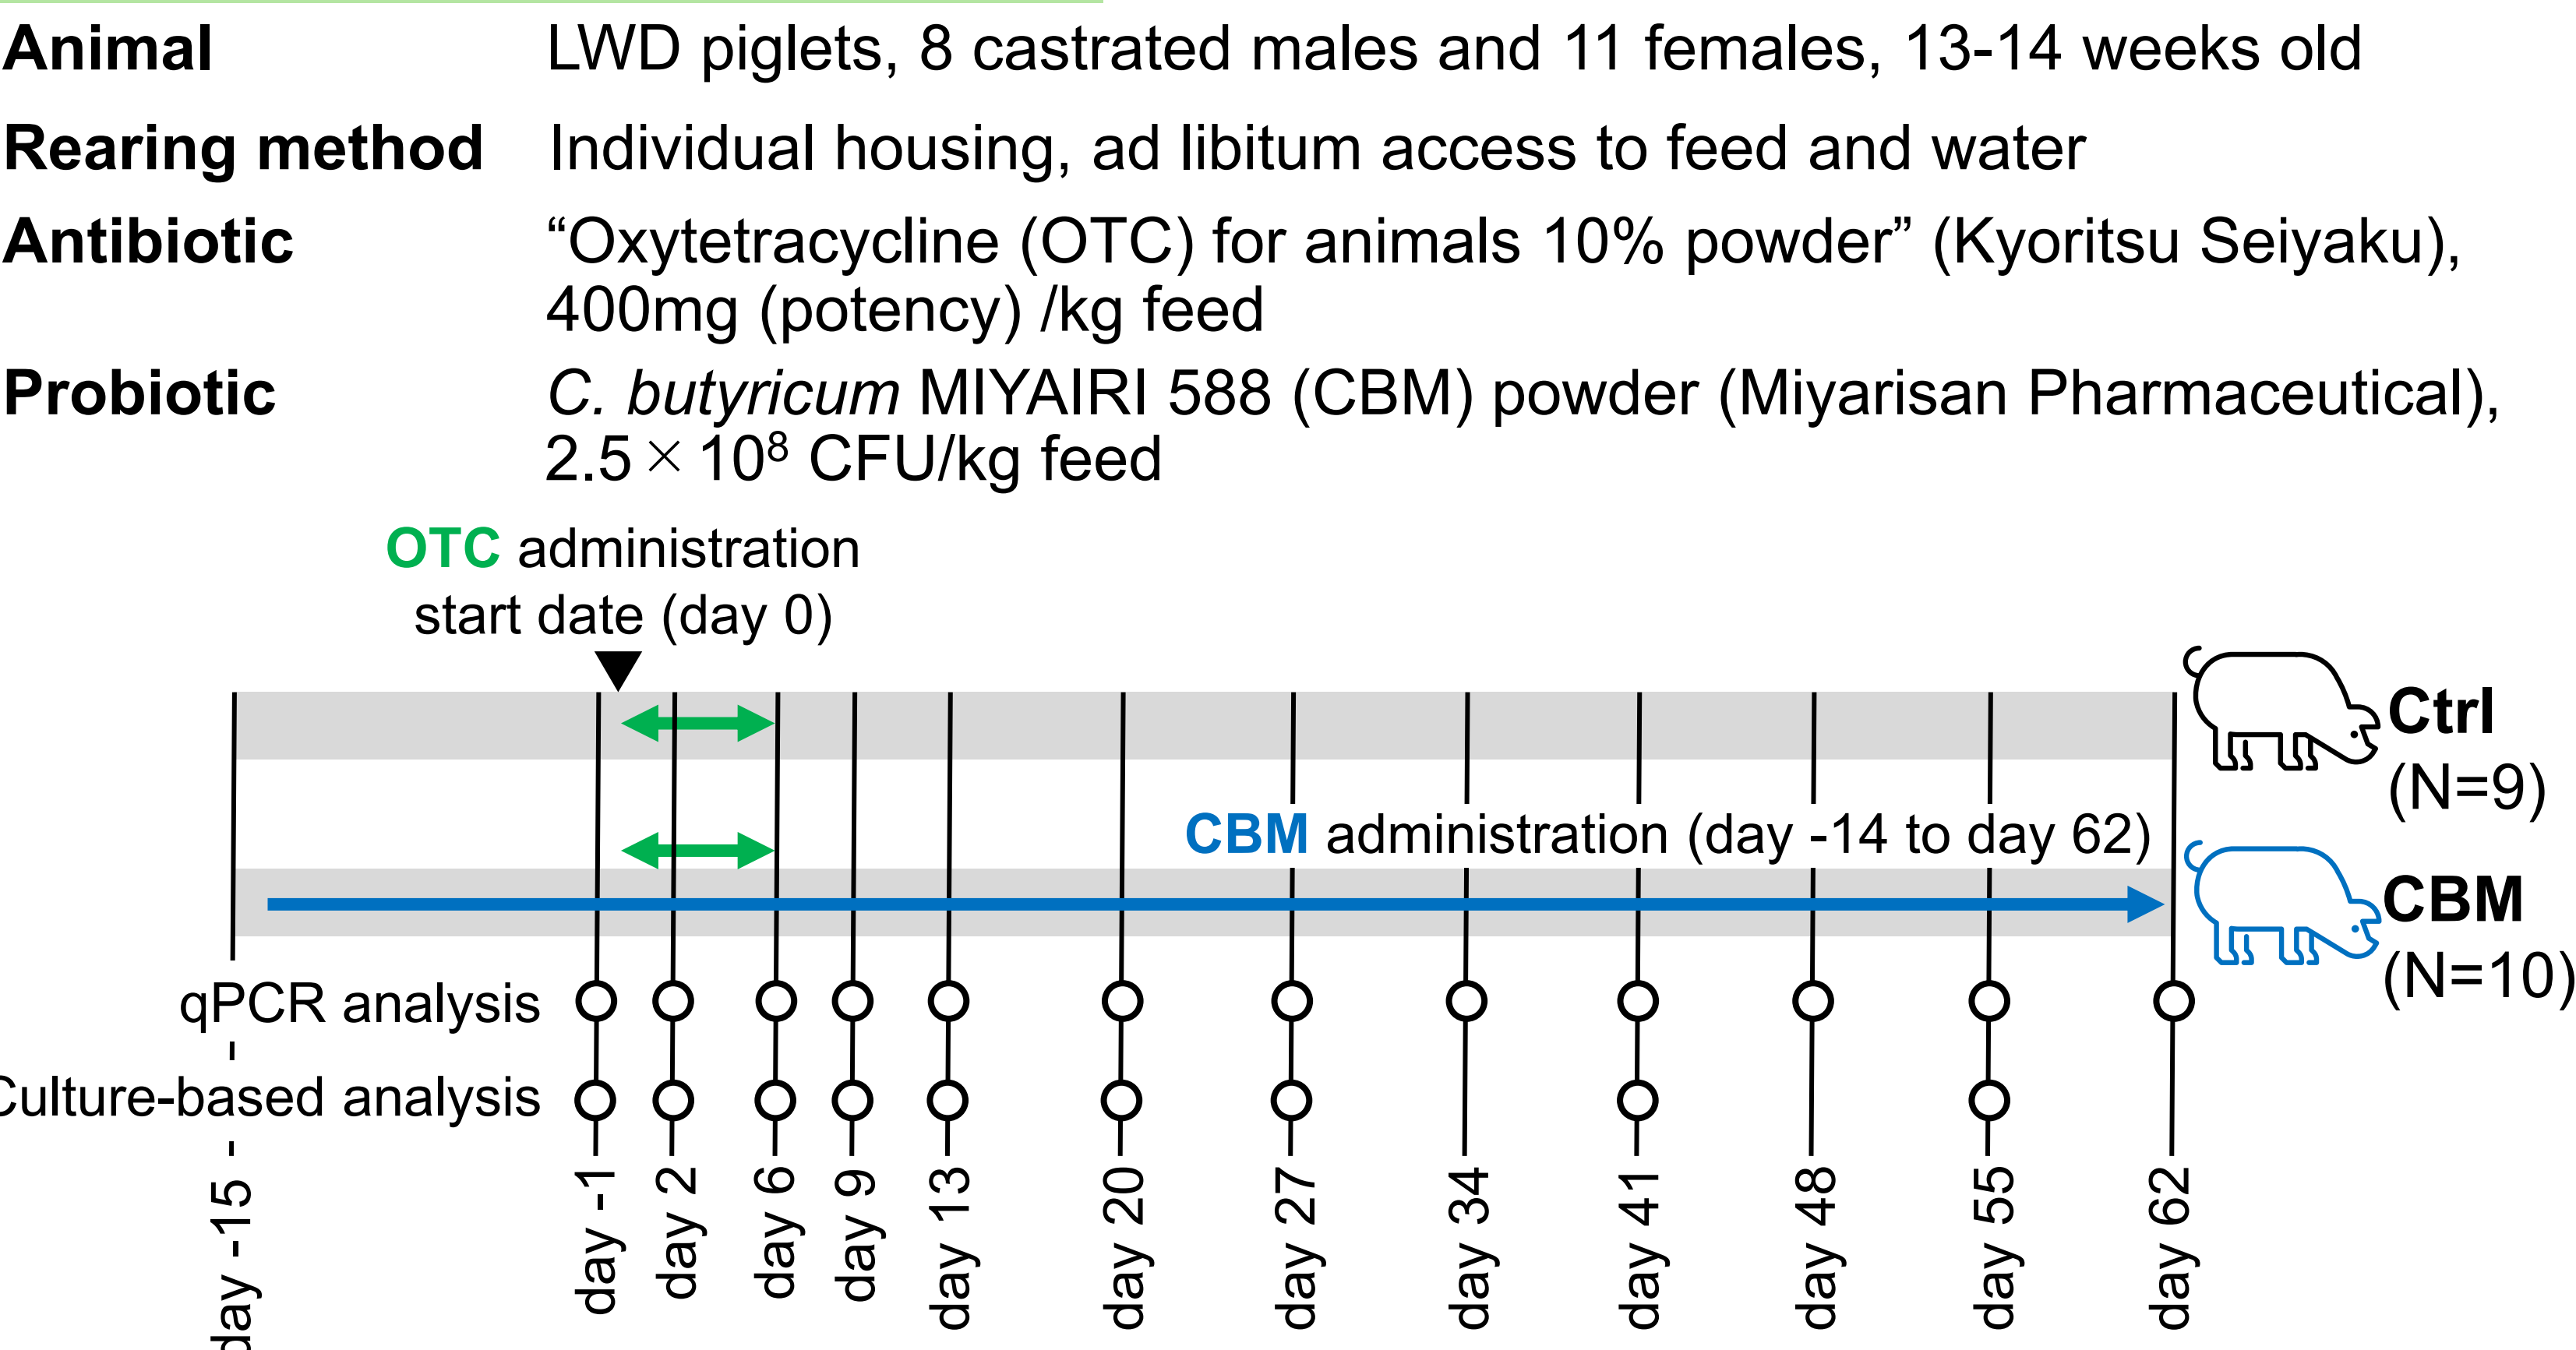 Animal LWD piglets, 8 castrated males and 11 females, 13-14 weeks old
Rearing method Individual housing, ad libitum access to feed and water
Antibiotic “Oxytetracycline (OTC) for animals 10% powder” (Kyoritsu Seiyaku),
400mg (potency) /kg feed
Probiotic C. butyricum MIYAIRI 588 (CBM) powder (Miyarisan Pharmaceutical),
2.5×10⁸ CFU/kg feed
OTC administration
start date (day 0)
Ctrl
(N=9)
CBM administration (day -14 to day 62)
CBM
(N=10)
qPCR analysis
Culture-based analysis
day -15
day -1
day 2
day 6
day 9
day 13
day 20
day 27
day 34
day 41
day 48
day 55
day 62